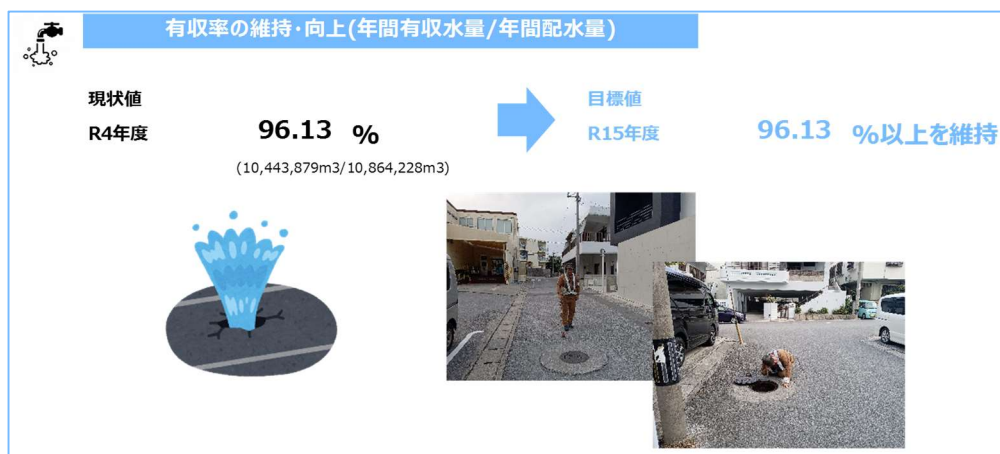 有収率の維持・向上(年間有収水量/年間配水量)
現状値
R4年度 96.13 %
(10,443,879m3/10,864,228m3)
目標値
R15年度 96.13 %以上を維持